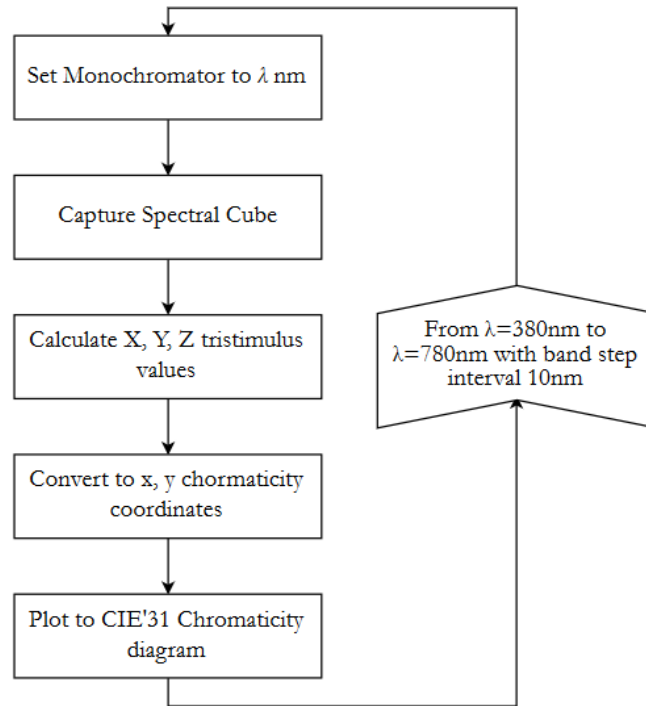 Set Monochromator to λ nm
Capture Spectral Cube
Calculate X, Y, Z tristimulus
values
Convert to x, y chormaticity
coordinates
Plot to CIE'31 Chromaticity
diagram
From λ=380nm to
λ=780nm with band step
interval 10nm